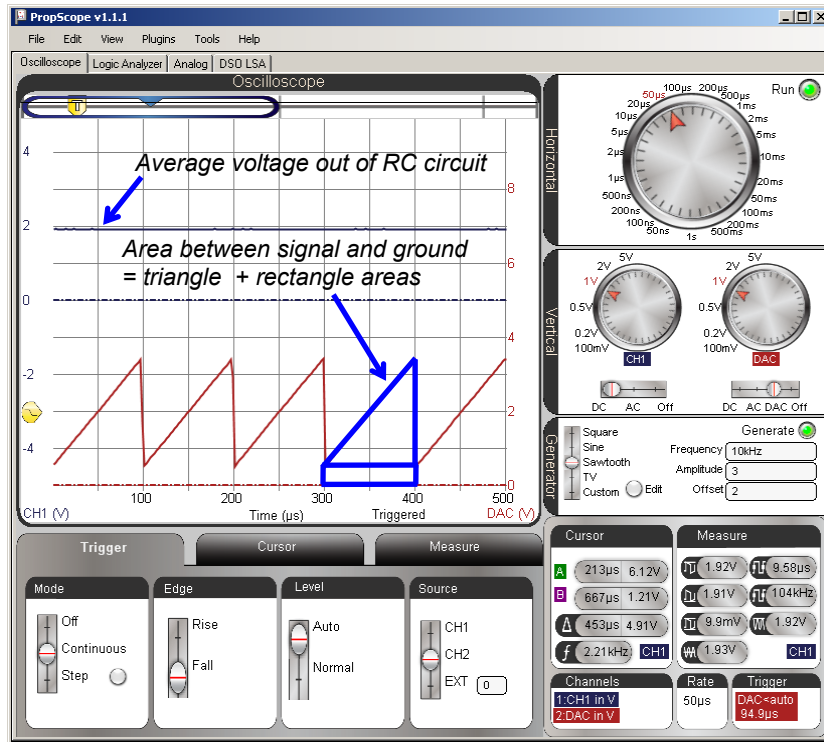 PropScope v1.1.1
File Edit View Plugins Tools Help
Oscilloscope Logic Analyzer Analog DSO LSA
Oscilloscope
T
4
2
0
-2
-4
8
6
4
2
0
Average voltage out of RC circuit
Area between signal and ground
= triangle + rectangle areas
100 200 300 400 500
CH1 (V) Time (µs) Triggered DAC (V)
Horizontal
Run
50µs 100µs 200µs
20µs 500µs
10µs 1ms
5µs 2ms
2µs 5ms
1µs 10ms
500ns 20ms
200ns 50ms
100ns 100ms
50ns 1s 500ms
Vertical
2V 5V
1V
0.5V
0.2V
100mV
CH1
DC AC Off
2V 5V
1V
0.5V
0.2V
100mV
DAC
DC AC DAC Off
Generator
Square
Sine
Sawtooth
TV
Custom Edit
Generate
Frequency 10kHz
Amplitude 3
Offset 2
Trigger Cursor Measure
Mode
Off
Continuous
Step
Edge
Rise
Fall
Level
Auto
Normal
Source
CH1
CH2
EXT 0
Cursor
A 213µs 6.12V
B 667µs 1.21V
Δ 453µs 4.91V
f 2.21kHz CH1
Measure
1.92V 9.58µs
1.91V 104kHz
9.9mV 1.92V
1.93V CH1
Channels
1:CH1 in V
2:DAC in V
Rate
50µs
Trigger
DAC<auto
94.9µs